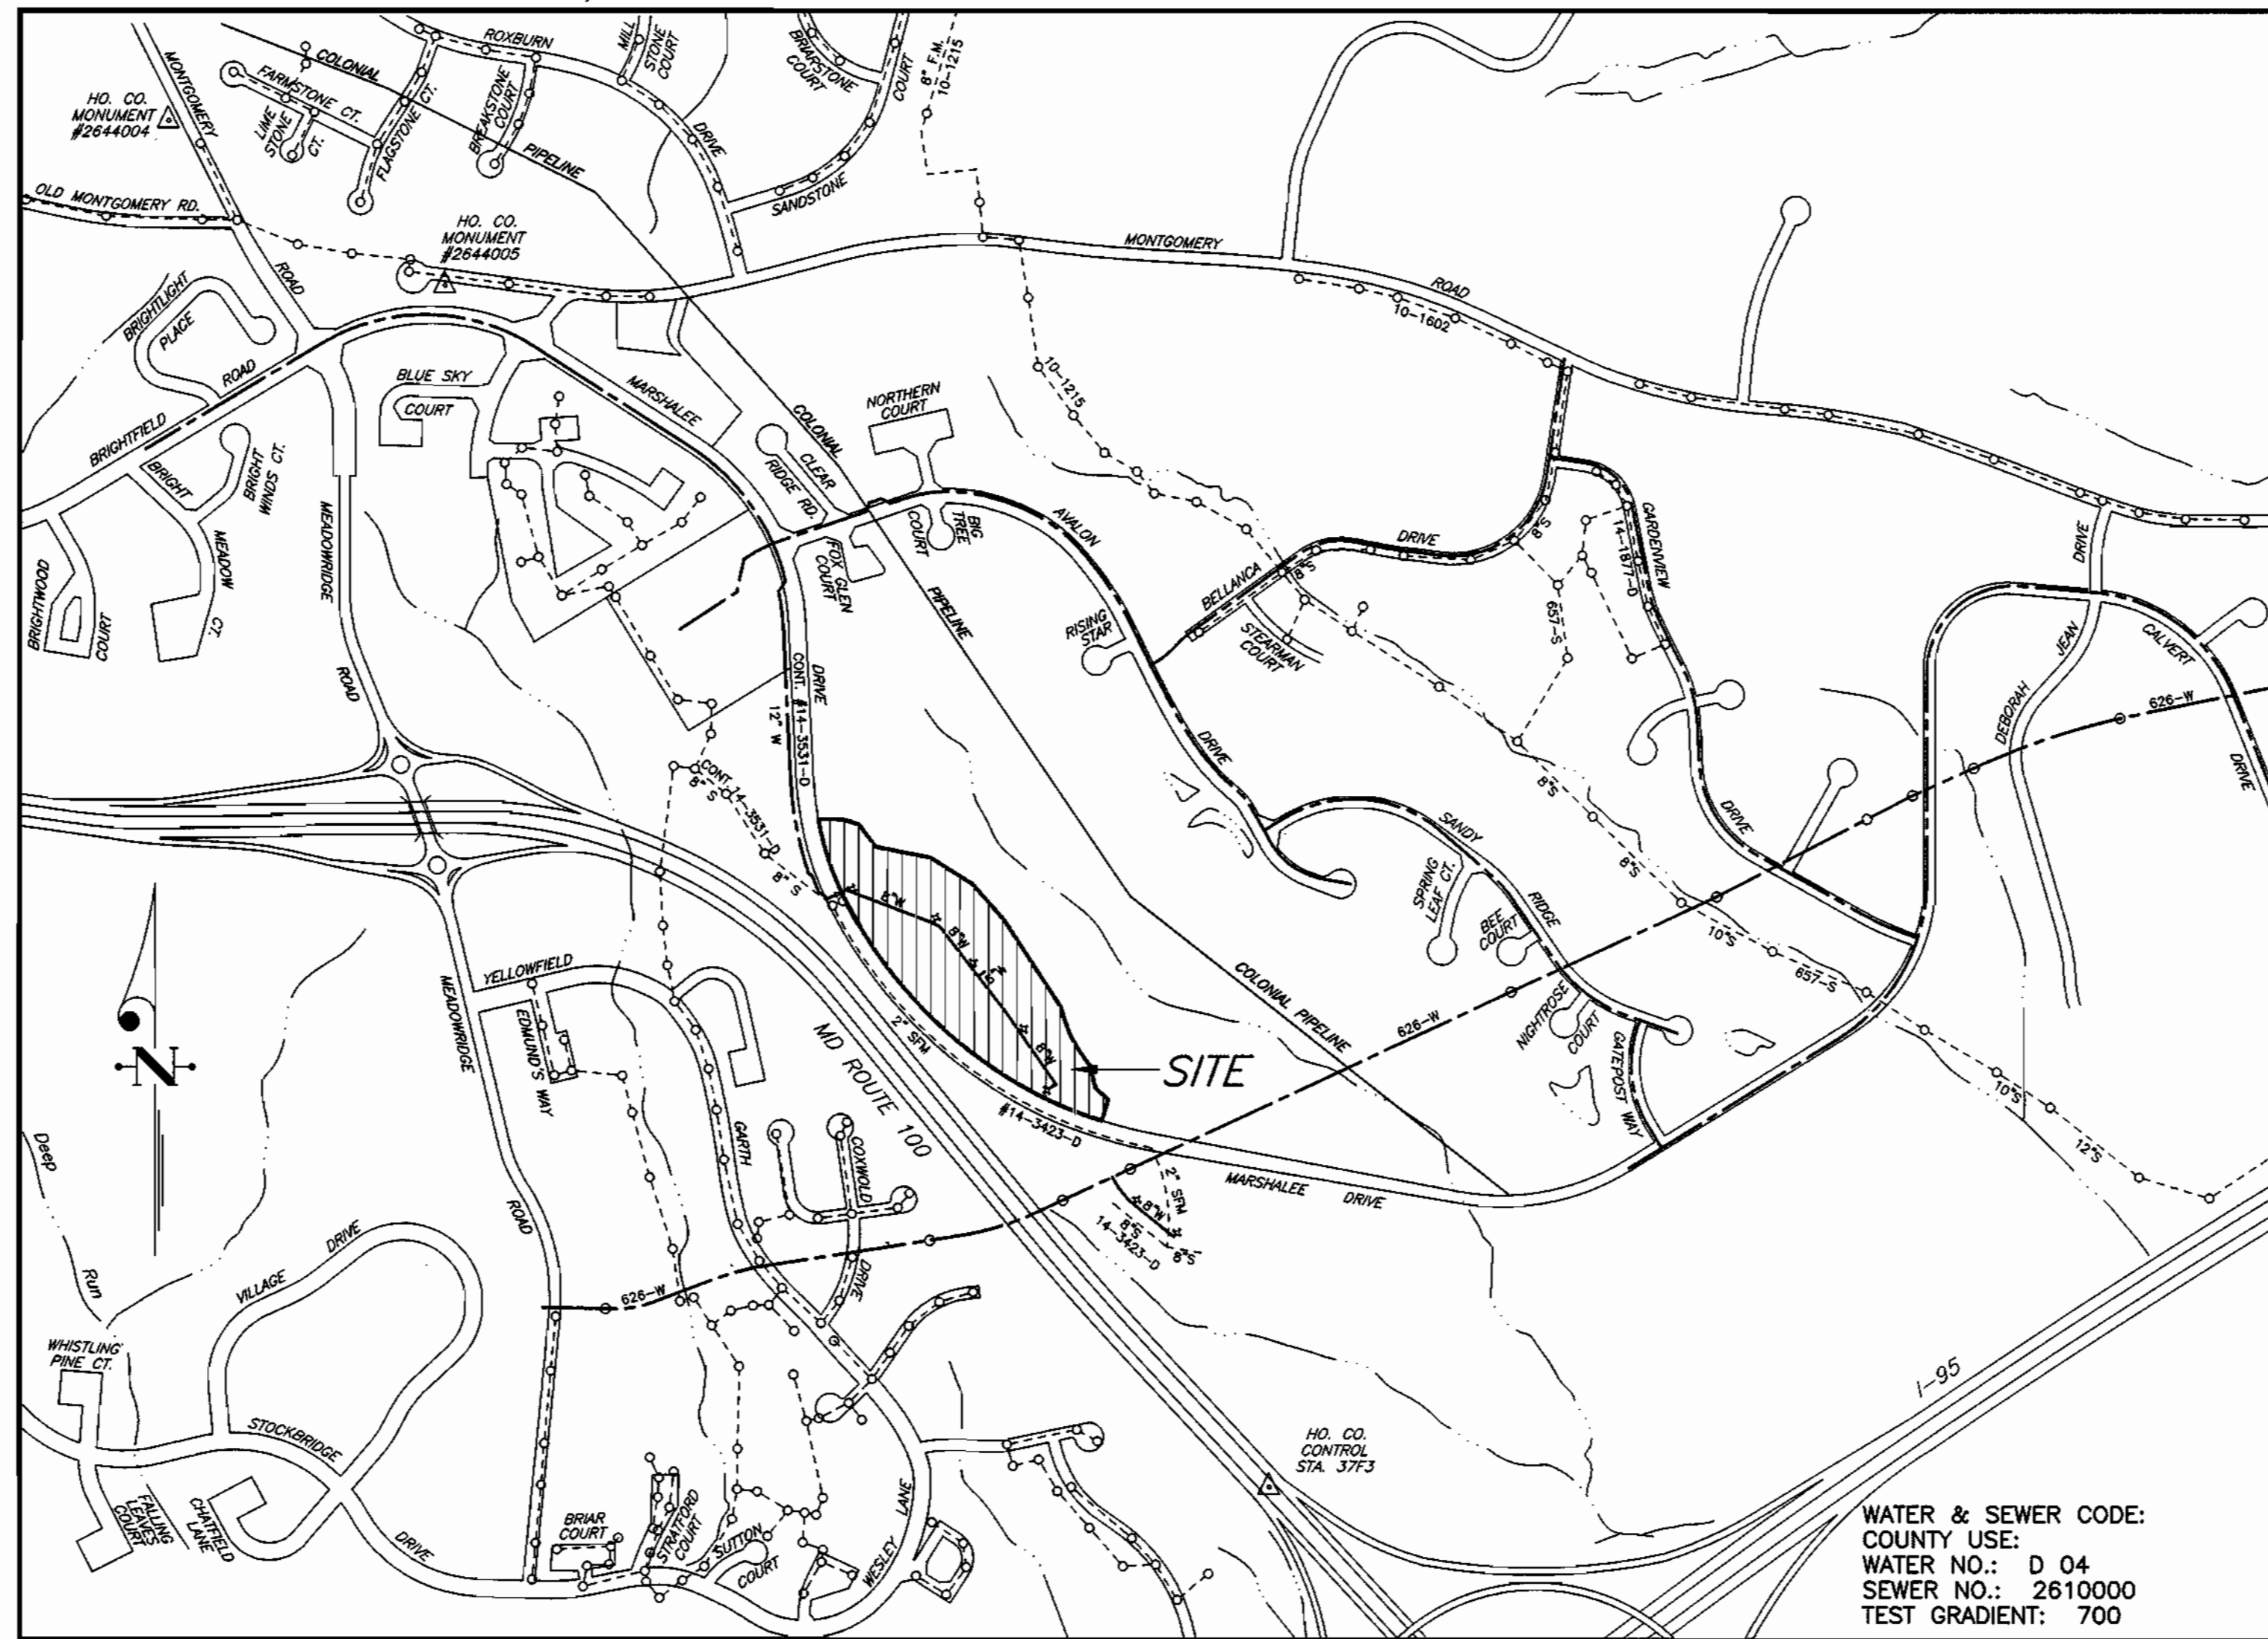 MONTGOMERY
COLONIAL
ROXBURN
MILL
STONE
COURT
BRIARSTONE
COURT
COURT
8" F.M.
10-1215
FARMSTONE CT.
HO. CO.
MONUMENT
#2644004
LIME
STONE
CT.
FLAGSTONE CT.
BREAKSTONE
COURT
PIPELINE
DRIVE
SANDSTONE
OLD MONTGOMERY RD.
HO. CO.
MONUMENT
#2644005
ROAD
MONTGOMERY
ROAD
10-1602
BRIGHTLIGHT
PLACE
ROAD
BRIGHTFIELD
BLUE SKY
COURT
MARSHALEE
COLONIAL
NORTHERN
COURT
10-1215
CLEAR
RIDGE RD.
BRIGHT
BRIGHT
WINDS CT.
MEADOW
CT.
MEADOWRIDGE
ROAD
BRIGHTWOOD
COURT
FOX GLEN
COURT
BIG
TREE
COURT
AVALON
DRIVE
8"S
GARDENVIEW
14-1877-D
DRIVE
BELLANCA
8"S
STEARMAN
COURT
657-S
RISING
STAR
PIPELINE
JEAN
CALVERT
DEBORAH
626-W
DRIVE
DRIVE
CONT. #14-3531-D
12" W
DRIVE
CONT. 14-3531-D
8" S
8" S
8"S
8"S
DRIVE
SANDY
RIDGE
SPRING
LEAF CT.
BEE
COURT
10"S
657-S
8"W
8"W
8"W
8"W
2" SFM
COLONIAL PIPELINE
626-W
NIGHTROSE
COURT
GATEPOST WAY
SITE
YELLOWFIELD
EDMUND'S WAY
MEADOWRIDGE
ROAD
MD ROUTE 100
#14-3423-D
10"S
12"S
N
GARTH
COXWOLD
DRIVE
MARSHALEE DRIVE
2" SFM
8"W
8"S
14-3423-D
8"S
Deep
Run
VILLAGE
DRIVE
626-W
WHISTLING
PINE CT.
STOCKBRIDGE
DRIVE
FALLING
LEAVES
COURT
CHATFIELD
LANE
BRIAR
COURT
STRATFORD
COURT
SUTTON
COURT
WESLEY
LANE
HO. CO.
CONTROL
STA. 37F3
I-95
WATER & SEWER CODE:
COUNTY USE:
WATER NO.: D 04
SEWER NO.: 2610000
TEST GRADIENT: 700